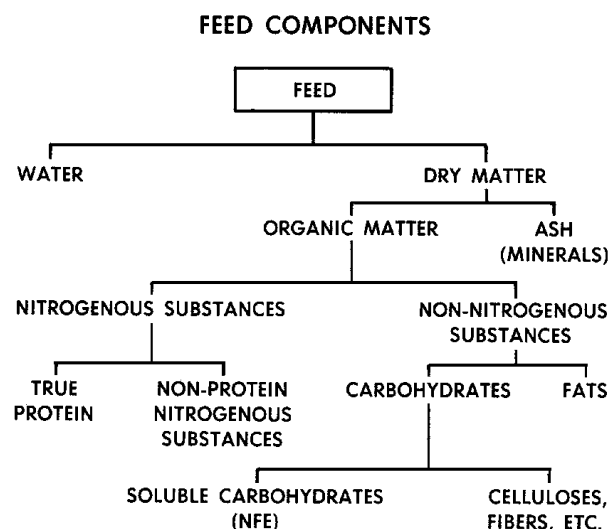 FEED COMPONENTS
FEED
WATER
DRY MATTER
ORGANIC MATTER
ASH
(MINERALS)
NITROGENOUS SUBSTANCES
NON-NITROGENOUS
SUBSTANCES
TRUE
PROTEIN
NON-PROTEIN
NITROGENOUS
SUBSTANCES
CARBOHYDRATES
FATS
SOLUBLE CARBOHYDRATES
(NFE)
CELLULOSES,
FIBERS, ETC.